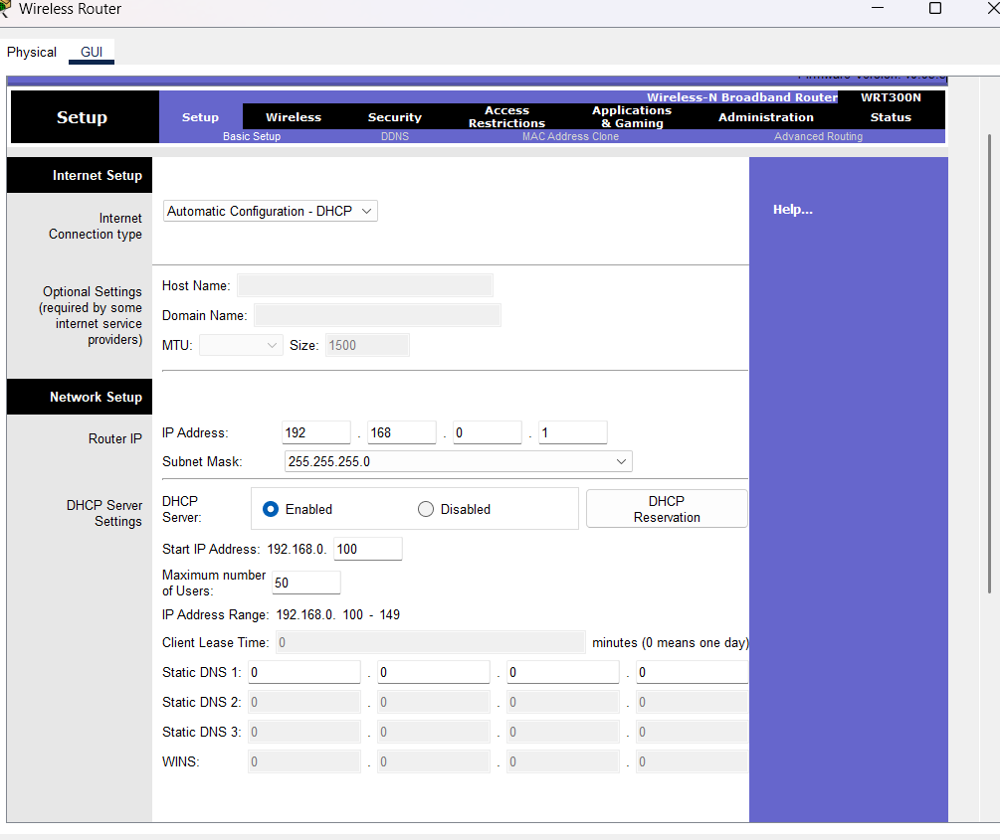 Wireless Router
Physical GUI
Wireless-N Broadband Router WRT300N
Setup
Setup Wireless Security Access Restrictions Applications & Gaming Administration Status
Basic Setup DDNS MAC Address Clone Advanced Routing
Internet Setup
Help...
Internet
Connection type
Automatic Configuration - DHCP
Optional Settings
(required by some
internet service
providers)
Host Name:
Domain Name:
MTU: Size: 1500
Network Setup
Router IP
IP Address: 192 . 168 . 0 . 1
Subnet Mask: 255.255.255.0
DHCP Server
Settings
DHCP
Server:
Enabled Disabled
DHCP
Reservation
Start IP Address: 192.168.0. 100
Maximum number
of Users:
50
IP Address Range: 192.168.0. 100 - 149
Client Lease Time: 0 minutes (0 means one day)
Static DNS 1: 0 . 0 . 0 . 0
Static DNS 2: 0 . 0 . 0 . 0
Static DNS 3: 0 . 0 . 0 . 0
WINS: 0 . 0 . 0 . 0